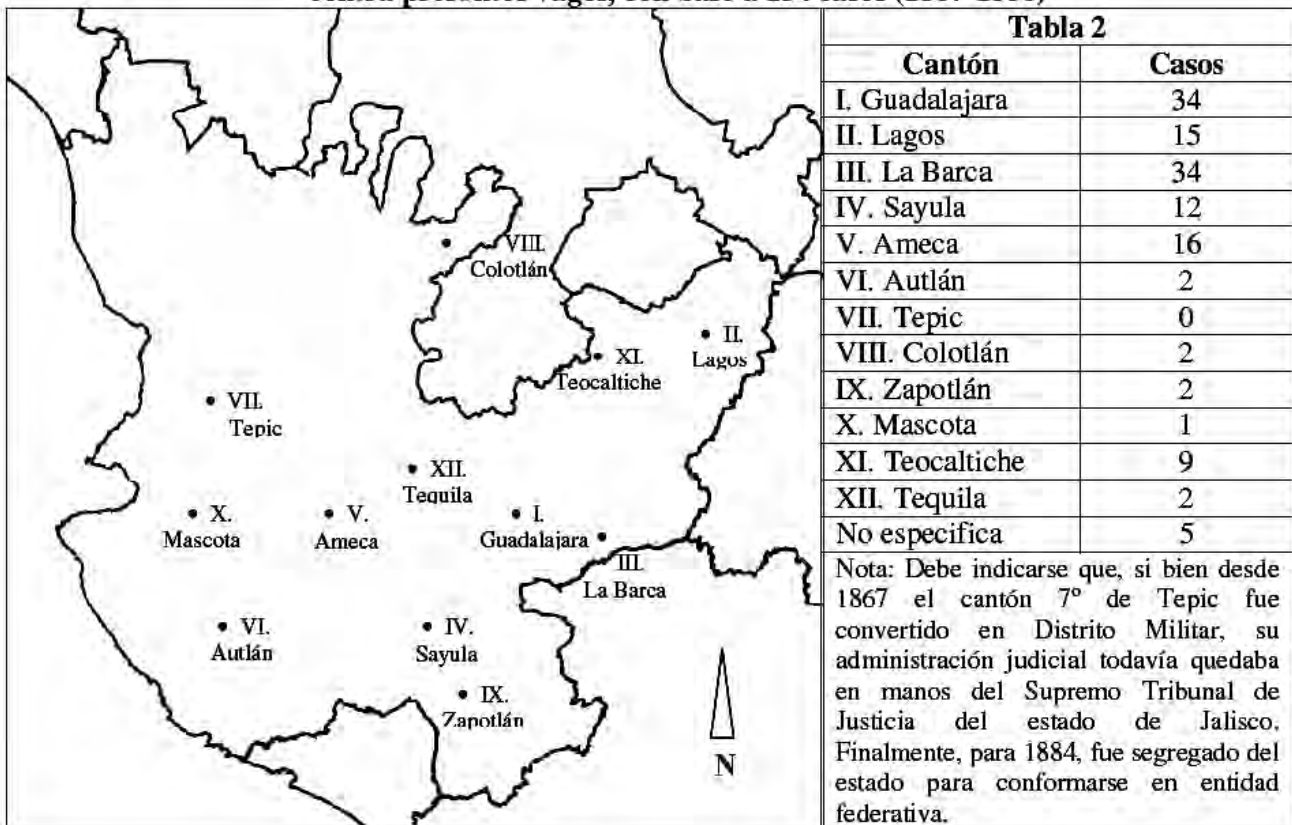 Tabla 2
Cantón Casos
I. Guadalajara 34
II. Lagos 15
III. La Barca 34
IV. Sayula 12
V. Ameca 16
VI. Autlán 2
VII. Tepic 0
VIII. Colotlán 2
IX. Zapotlán 2
X. Mascota 1
XI. Teocaltiche 9
XII. Tequila 2
No especifica 5
Nota: Debe indicarse que, si bien desde
1867 el cantón 7º de Tepic fue
convertido en Distrito Militar, su
administración judicial todavía quedaba
en manos del Supremo Tribunal de
Justicia del estado de Jalisco.
Finalmente, para 1884, fue segregado del
estado para conformarse en entidad
federativa.
VIII.
Colotlán
II.
Lagos
XI.
Teocaltiche
VII.
Tepic
XII.
Tequila
X.
Mascota
V.
Ameca
I.
Guadalajara
III.
La Barca
VI.
Autlán
IV.
Sayula
IX.
Zapotlán
N